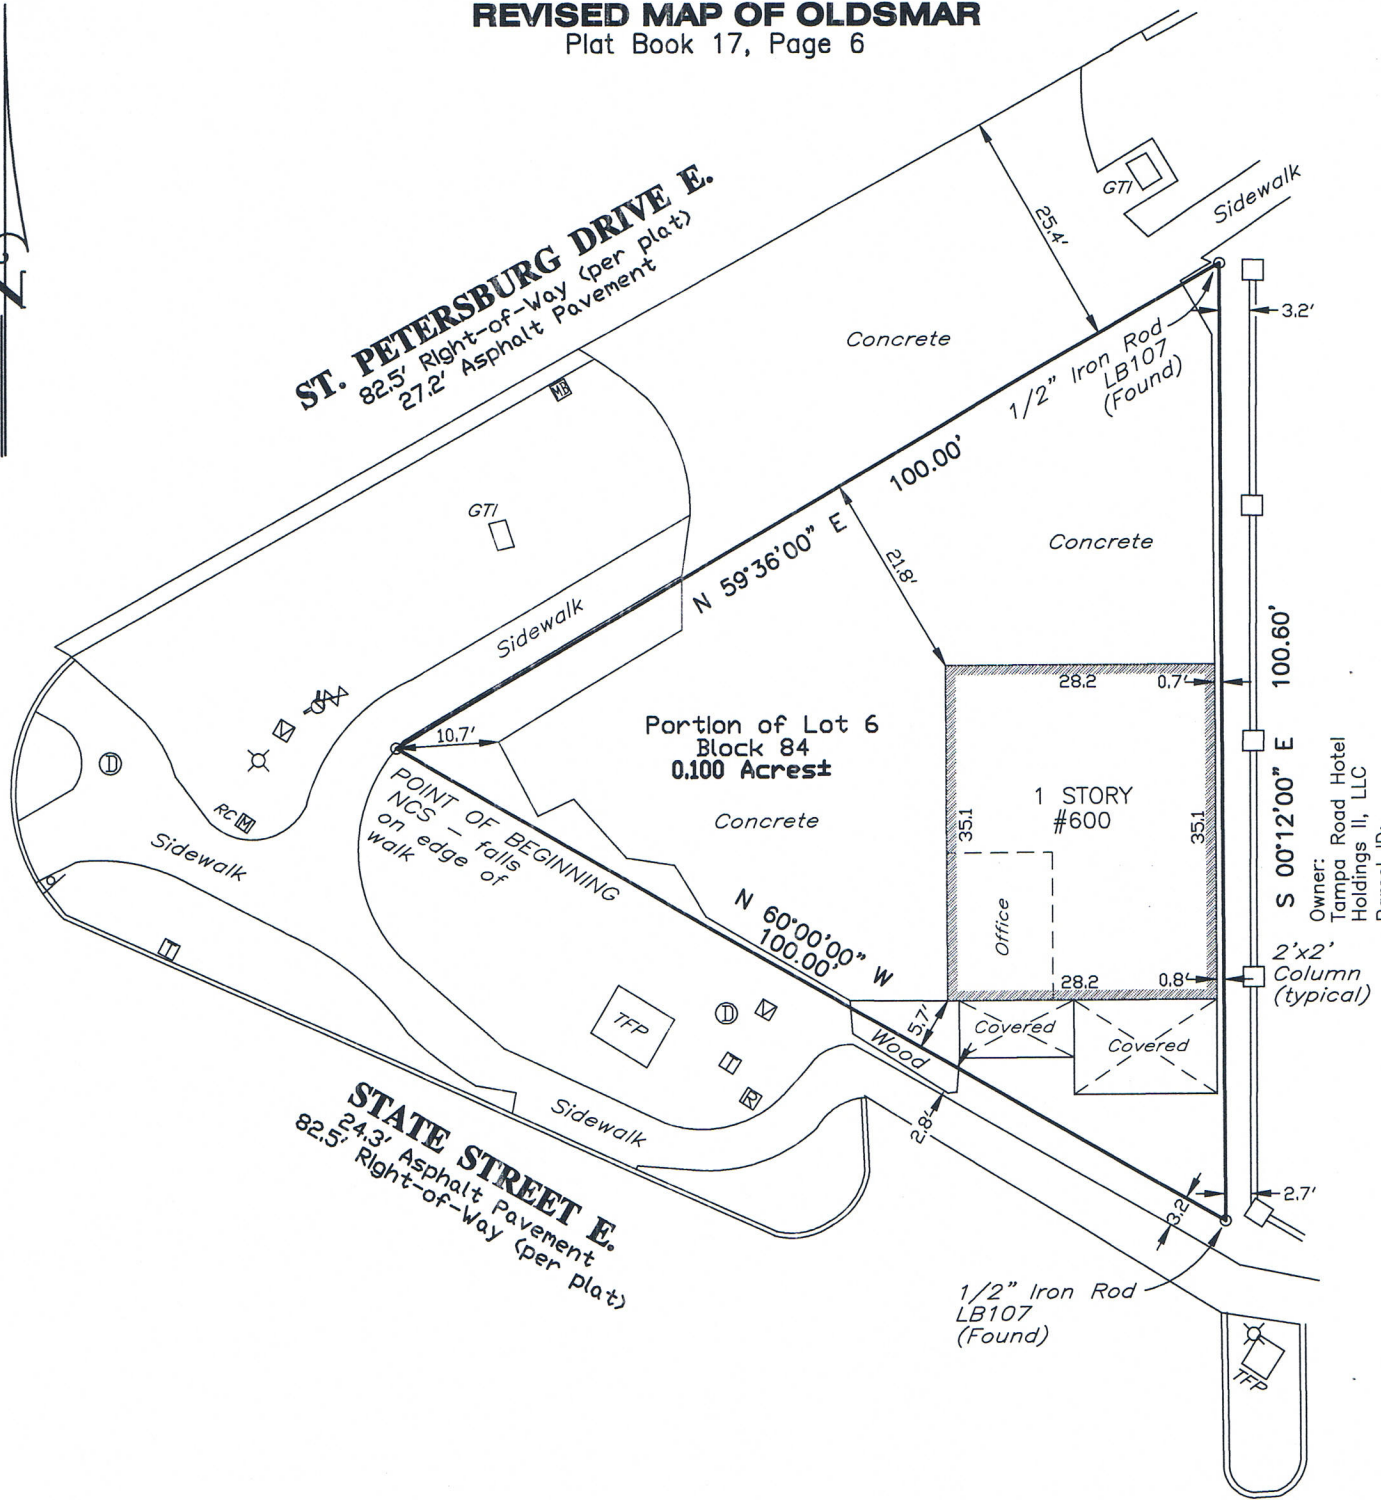 REVISED MAP OF OLDSMAR
Plat Book 17, Page 6
ST. PETERSBURG DRIVE E.
82.5' Right-of-Way (per plat)
27.2' Asphalt Pavement
25.4'
GTI
Sidewalk
3.2'
Concrete
1/2" Iron Rod
LB107
(Found)
MB
N 59°36'00" E 100.00'
GTI
Concrete
21.8'
Sidewalk
S 00°12'00" E 100.60'
28.2
0.7'
Portion of Lot 6
Block 84
0.100 Acres±
10.7'
D
V
RC M
POINT OF BEGINNING
NCS - falls
on edge of
walk
Concrete
1 STORY
#600
35.1
35.1
Owner:
Tampa Road Hotel
Holdings II, LLC
Sidewalk
N 60°00'00" W
100.00'
Office
28.2
0.8'
2'x2'
Column
(typical)
T
TFP
D
V
T
R
5.7'
Wood
Covered
Covered
Sidewalk
2.8'
STATE STREET E.
24.3' Asphalt Pavement
82.5' Right-of-Way (per plat)
3.2'
2.7'
1/2" Iron Rod
LB107
(Found)
TFP